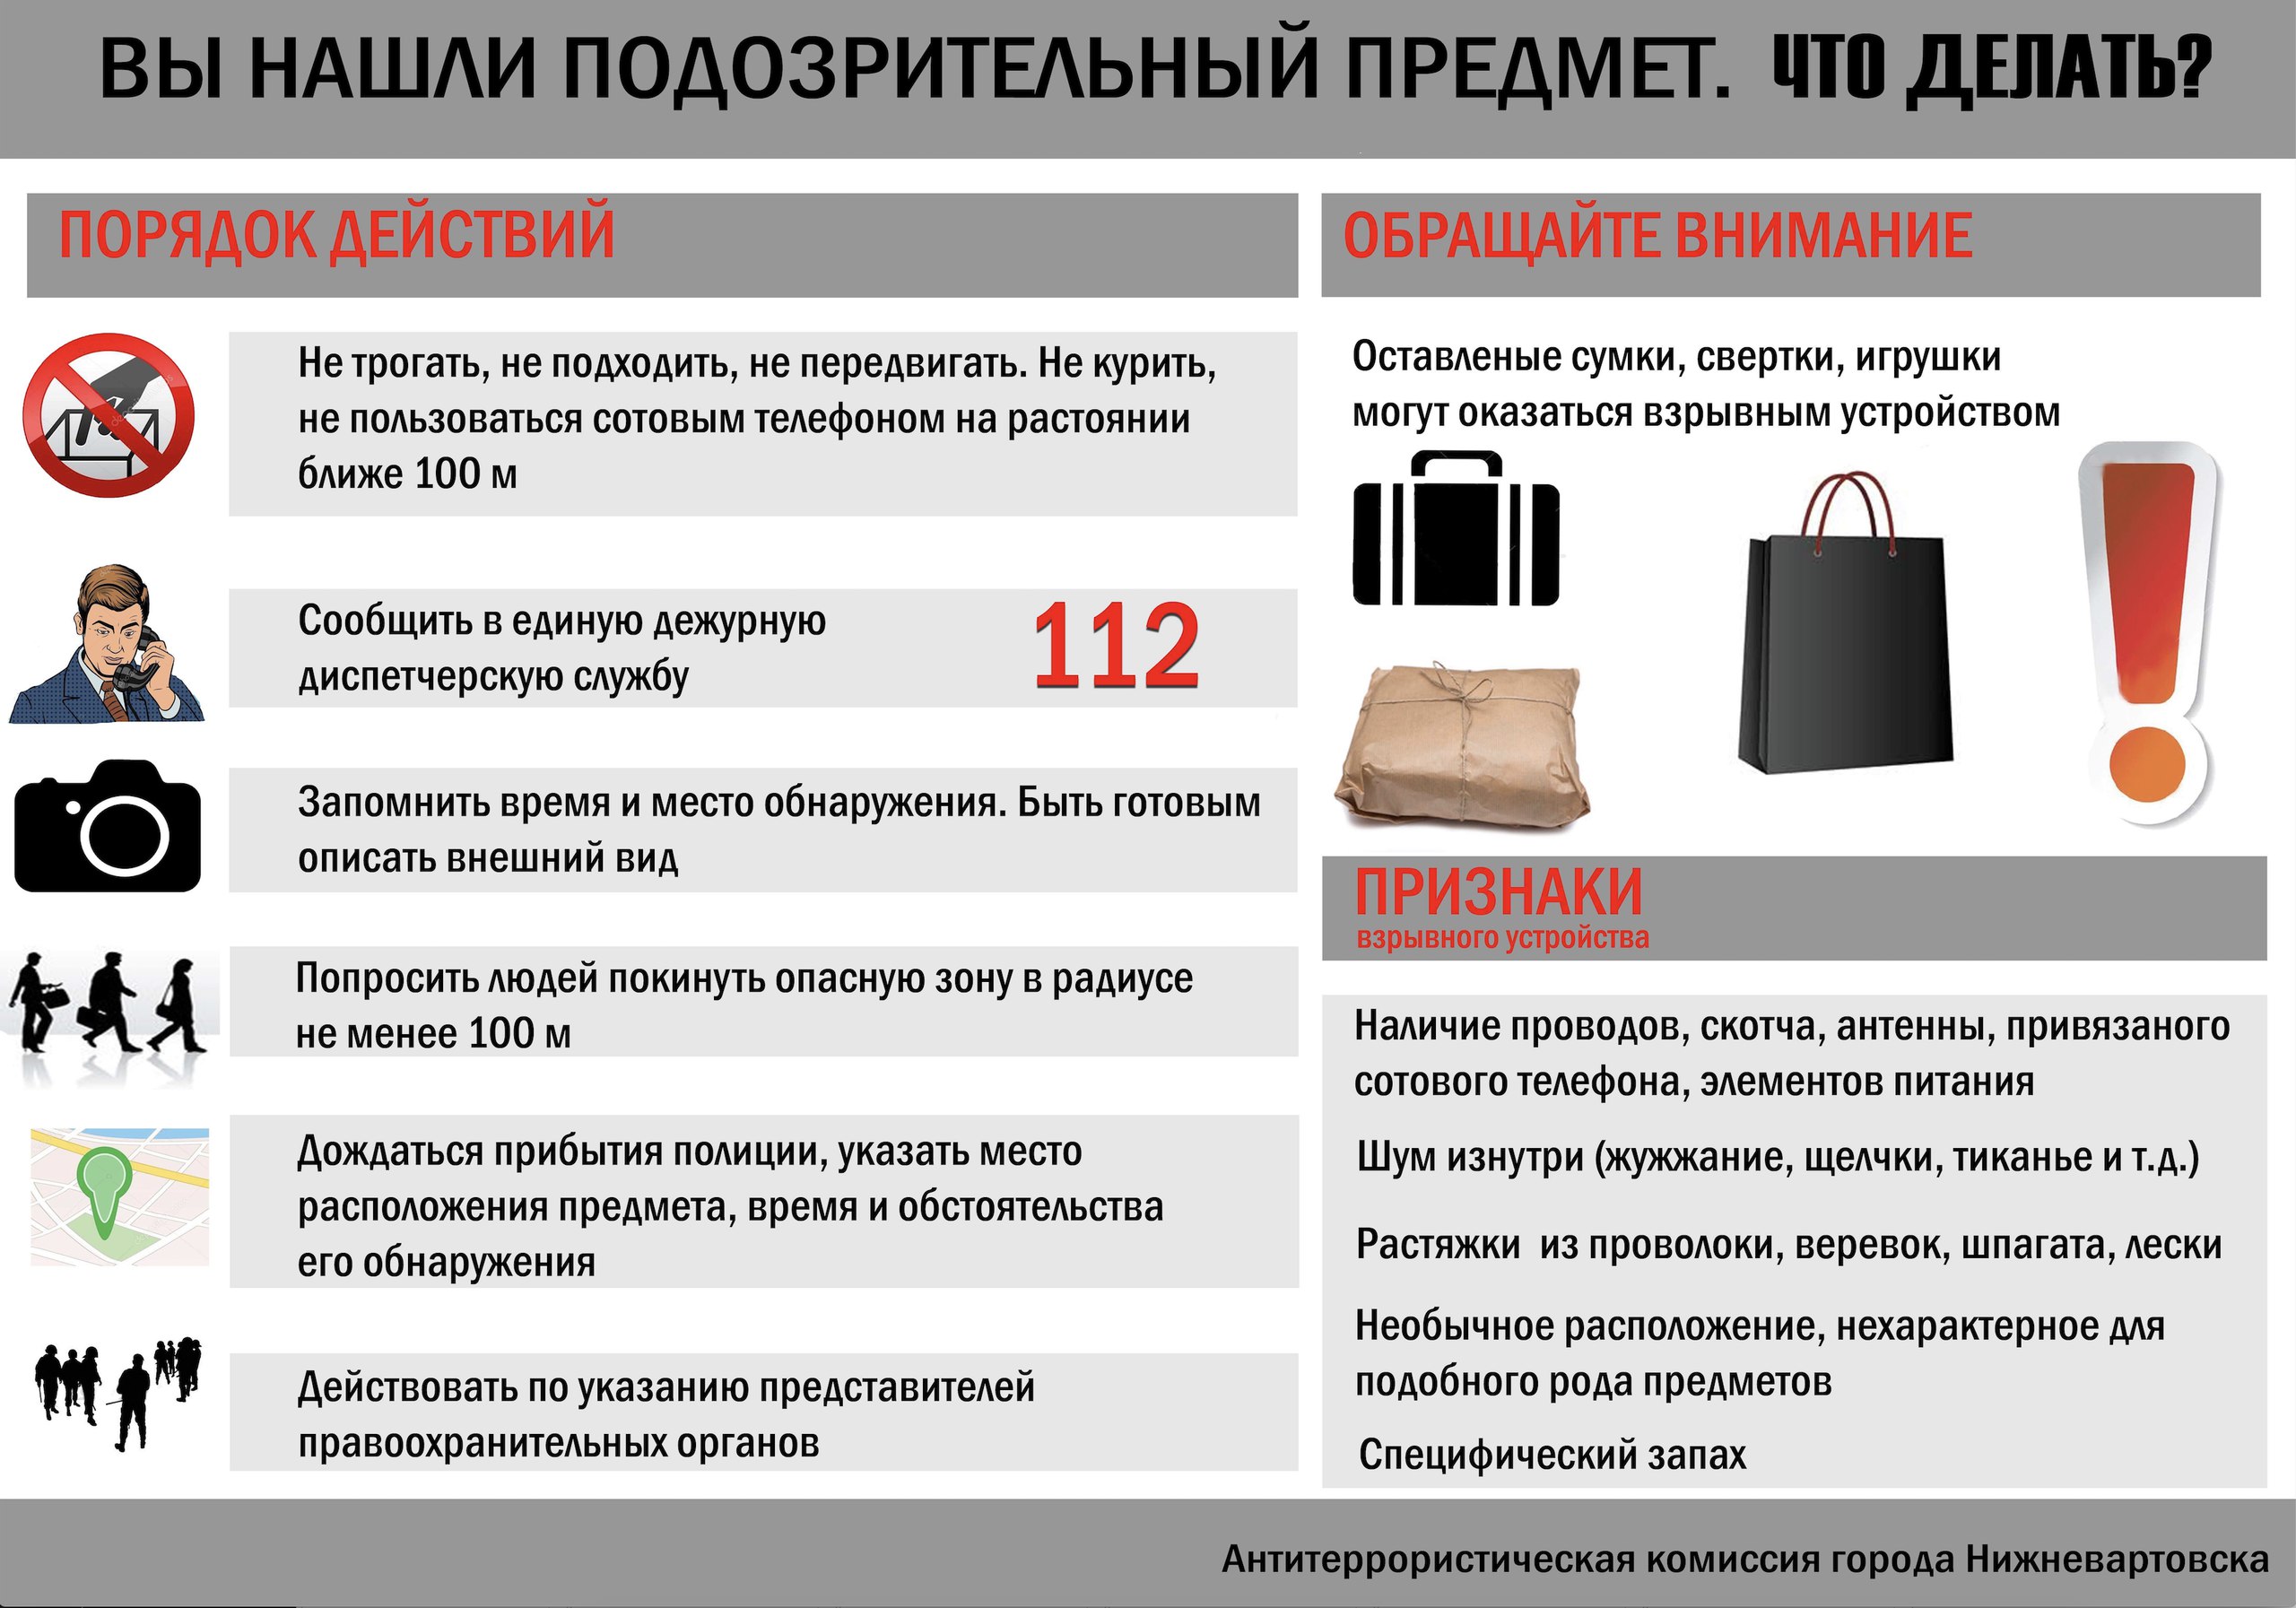 ВЫ НАШЛИ ПОДОЗРИТЕЛЬНЫЙ ПРЕДМЕТ. ЧТО ДЕЛАТЬ?
ПОРЯДОК ДЕЙСТВИЙ
Не трогать, не подходить, не передвигать. Не курить,
не пользоваться сотовым телефоном на растоянии
ближе 100 м
Сообщить в единую дежурную
диспетчерскую службу
112
Запомнить время и место обнаружения. Быть готовым
описать внешний вид
Попросить людей покинуть опасную зону в радиусе
не менее 100 м
Дождаться прибытия полиции, указать место
расположения предмета, время и обстоятельства
его обнаружения
Действовать по указанию представителей
правоохранительных органов
ОБРАЩАЙТЕ ВНИМАНИЕ
Оставленые сумки, свертки, игрушки
могут оказаться взрывным устройством
ПРИЗНАКИ
взрывного устройства
Наличие проводов, скотча, антенны, привязаного
сотового телефона, элементов питания
Шум изнутри (жужжание, щелчки, тиканье и т.д.)
Растяжки из проволоки, веревок, шпагата, лески
Необычное расположение, нехарактерное для
подобного рода предметов
Специфический запах
Антитеррористическая комиссия города Нижневартовска